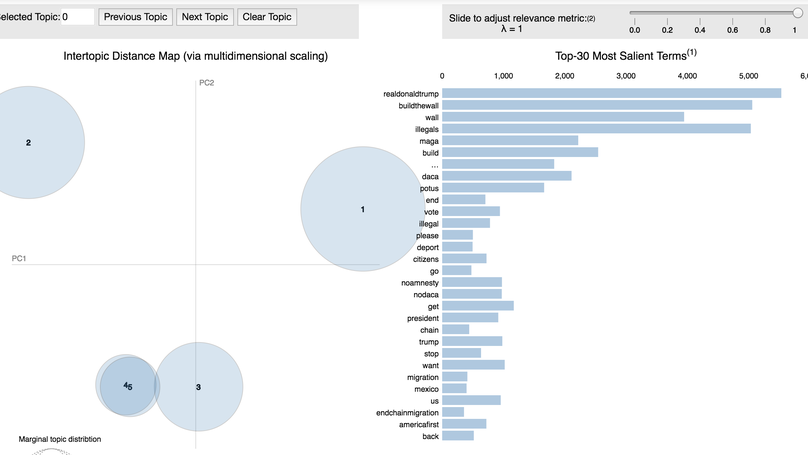 elected Topic: 0 Previous Topic Next Topic Clear Topic
Slide to adjust relevance metric:(2)
λ = 1
0.0 0.2 0.4 0.6 0.8 1
Intertopic Distance Map (via multidimensional scaling)
PC2
PC1
2
1
4 5
3
Marginal topic distribtion
Top-30 Most Salient Terms(1)
0 1,000 2,000 3,000 4,000 5,000 6,0
realdonaldtrump
buildthewall
wall
illegals
maga
build
...
daca
potus
end
vote
illegal
please
deport
citizens
go
noamnesty
nodaca
get
president
chain
trump
stop
want
migration
mexico
us
endchainmigration
americafirst
back